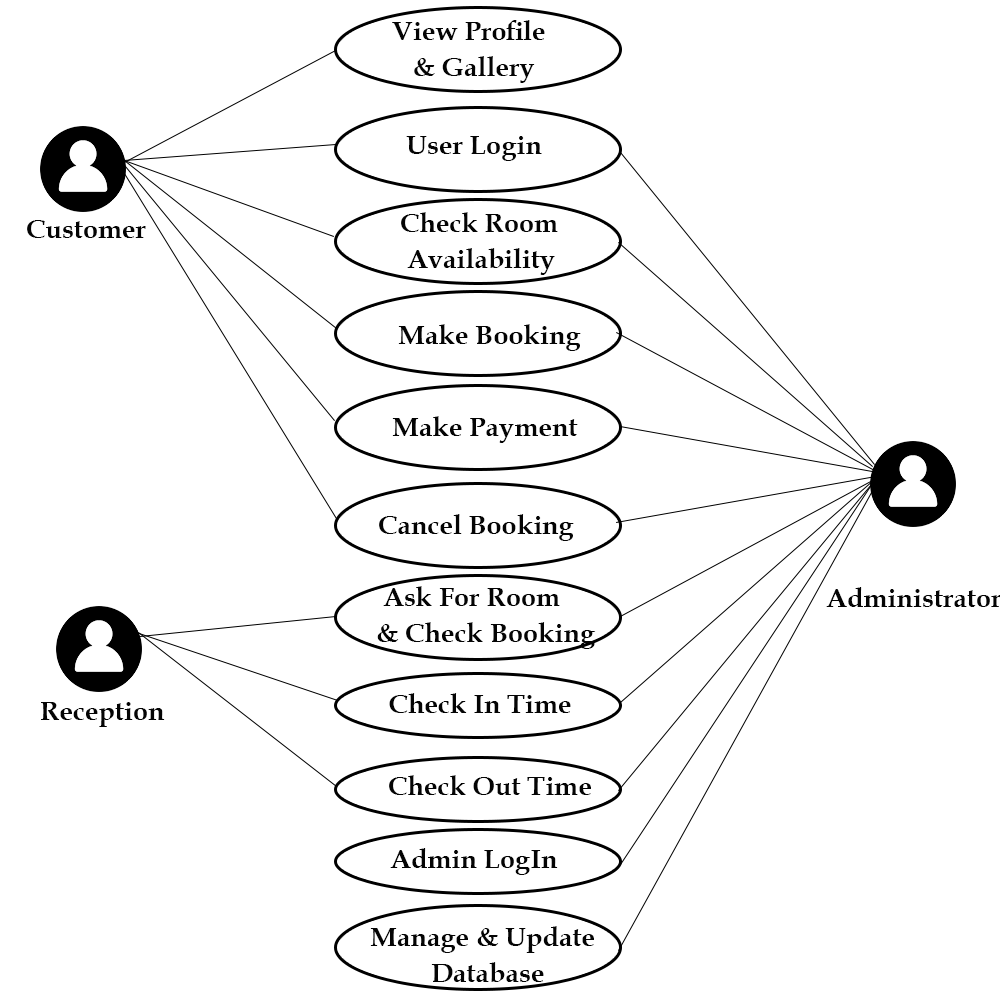 View Profile
& Gallery
User Login
Customer
Check Room
Availability
Make Booking
Make Payment
Cancel Booking
Administrator
Ask For Room
& Check Booking
Reception
Check In Time
Check Out Time
Admin LogIn
Manage & Update
Database